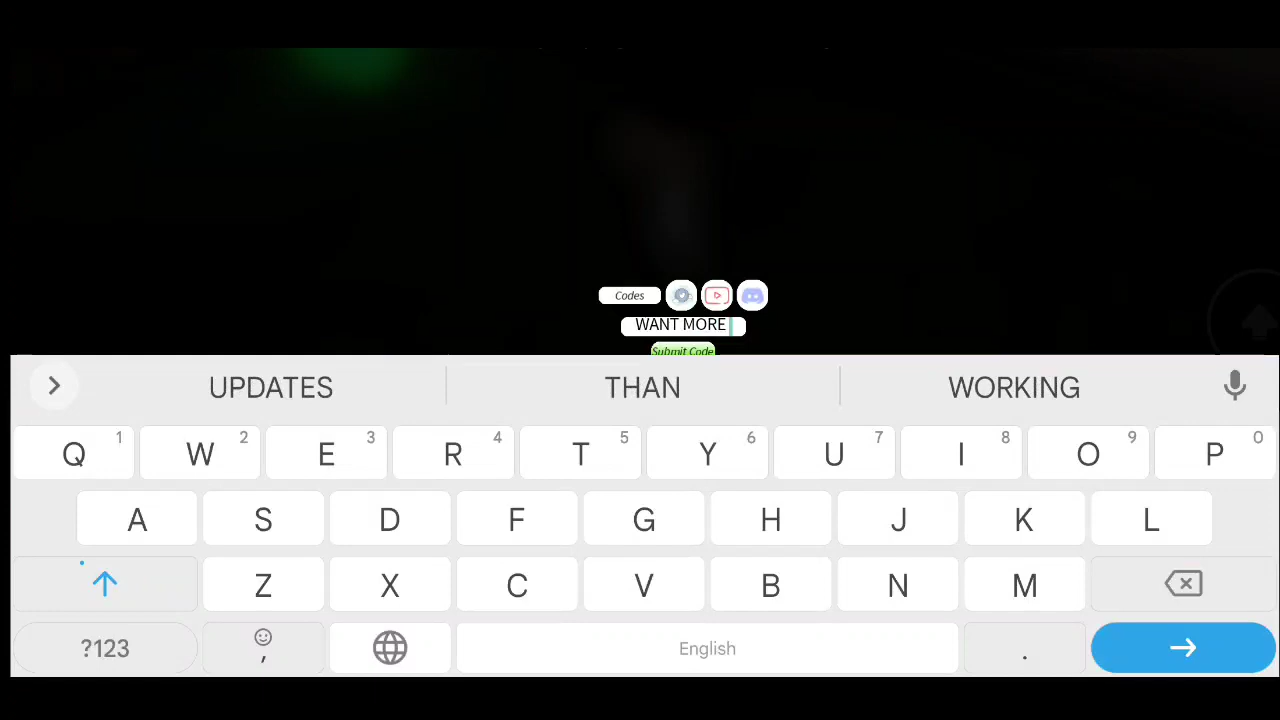 Codes
WANT MORE
Submit Code
UPDATES THAN WORKING
Q 1 W 2 E 3 R 4 T 5 Y 6 U 7 I 8 O 9 P 0
A S D F G H J K L
Z X C V B N M
?123 , English .